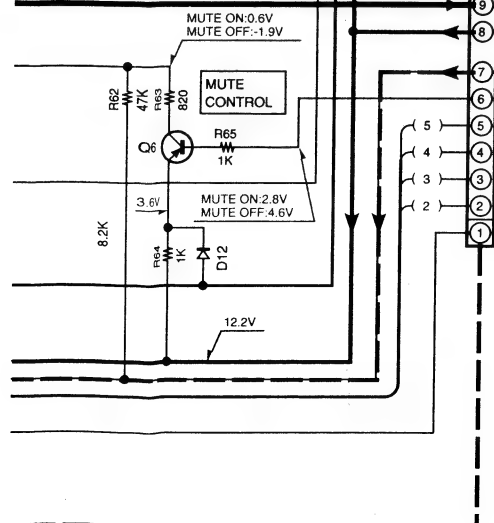 MUTE ON:0.6V
MUTE OFF:-1.9V
9
8
7
6
5
4
3
2
1
MUTE
CONTROL
R62
47K
R63
820
Q6
R65
1K
( 5 )
( 4 )
( 3 )
( 2 )
3.6V
MUTE ON:2.8V
MUTE OFF:4.6V
8.2K
R64
1K
D12
12.2V